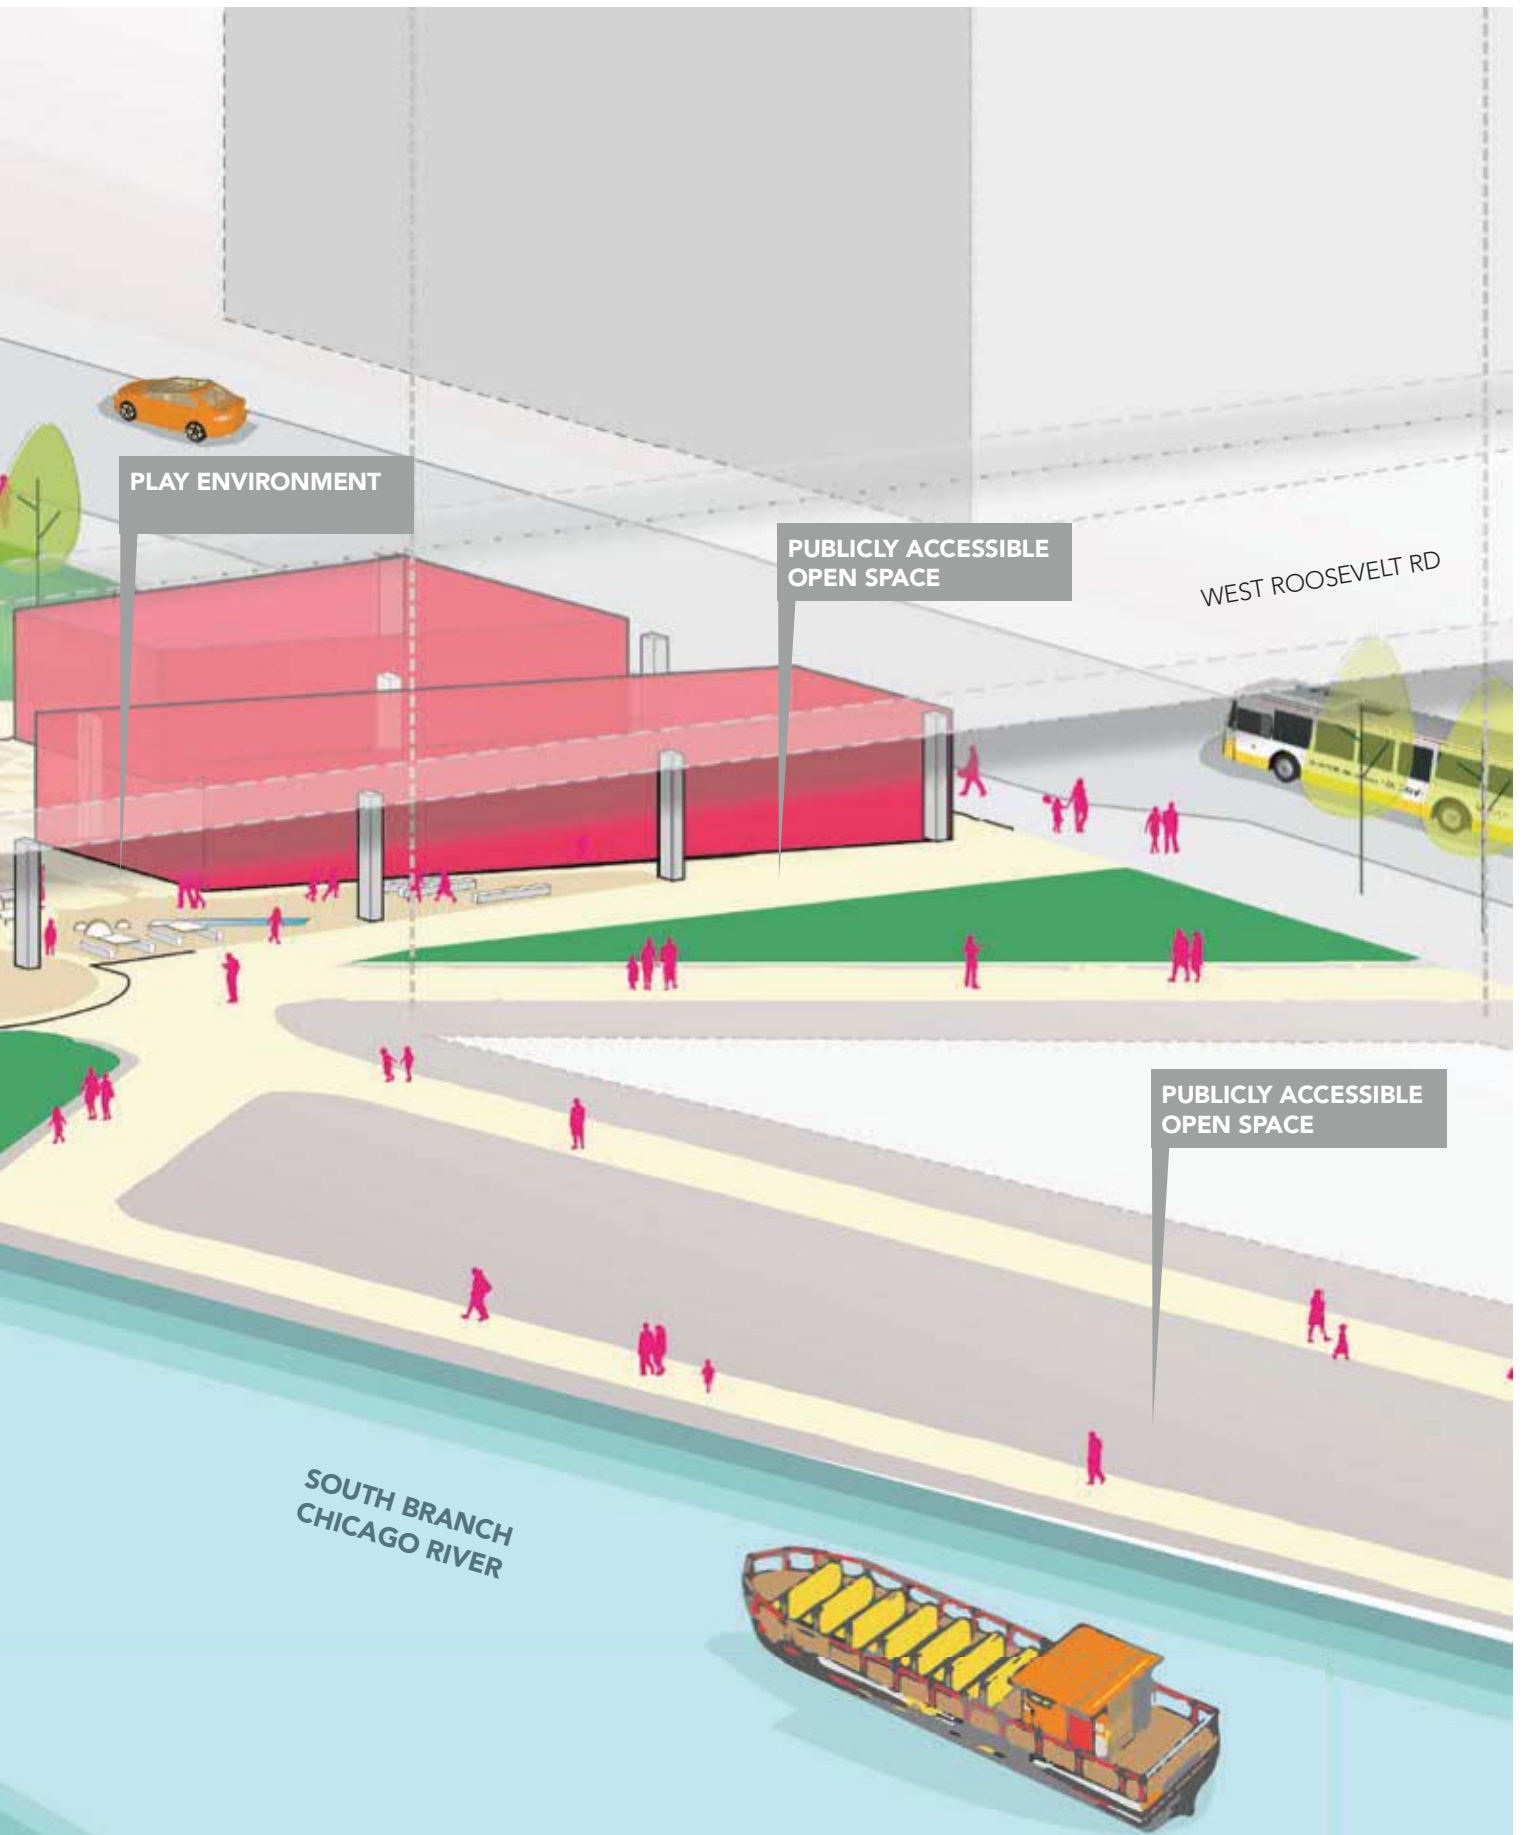 PLAY ENVIRONMENT
PUBLICLY ACCESSIBLE
OPEN SPACE
WEST ROOSEVELT RD
PUBLICLY ACCESSIBLE
OPEN SPACE
SOUTH BRANCH
CHICAGO RIVER